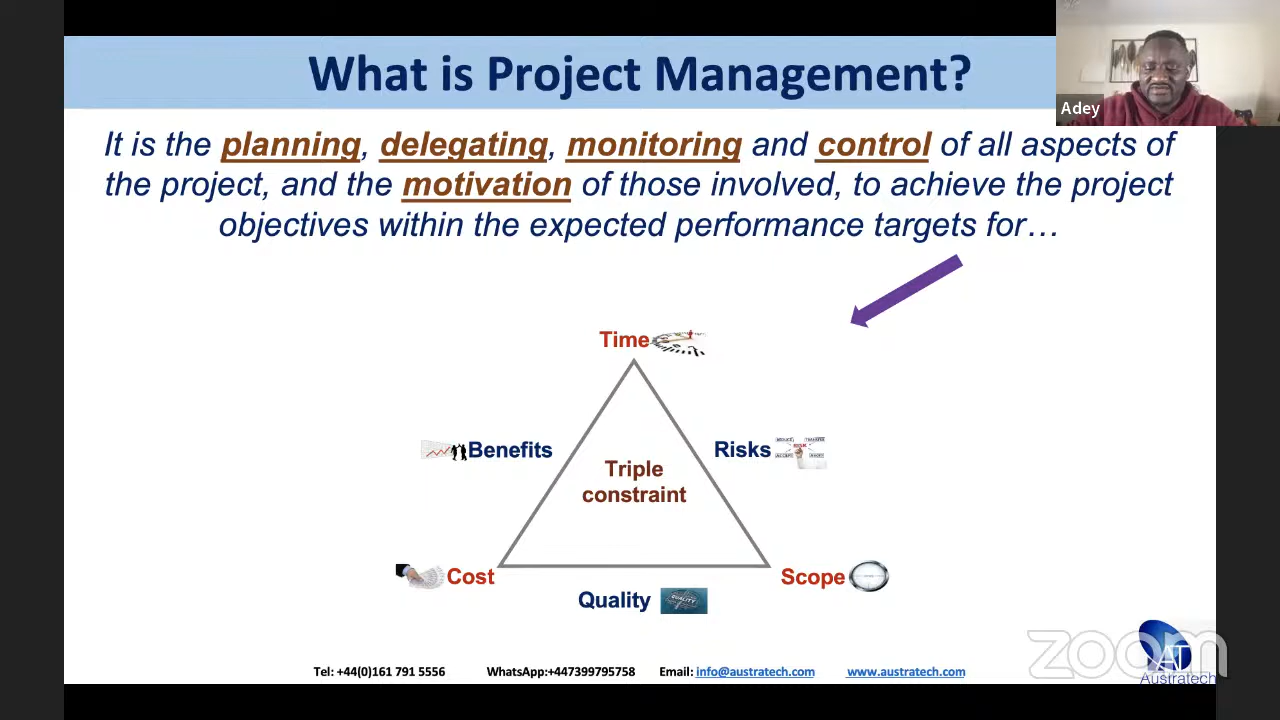 What is Project Management?
Adey
It is the planning, delegating, monitoring and control of all aspects of
the project, and the motivation of those involved, to achieve the project
objectives within the expected performance targets for…
Time
Benefits
Risks
RISK
Triple
constraint
Cost
Scope
Quality
QUALITY
Tel: +44(0)161 791 5556
WhatsApp:+447399795758
Email: info@austratech.com
www.austratech.com
zoom
AT
Austratech